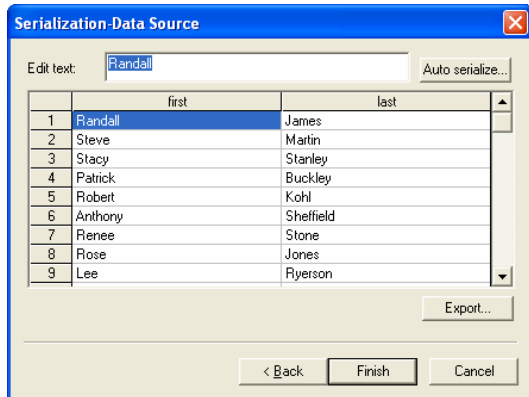 Serialization-Data Source
Edit text: Randall Auto serialize...
first last
1 Randall James
2 Steve Martin
3 Stacy Stanley
4 Patrick Buckley
5 Robert Kohl
6 Anthony Sheffield
7 Renee Stone
8 Rose Jones
9 Lee Ryerson
Export...
< Back Finish Cancel